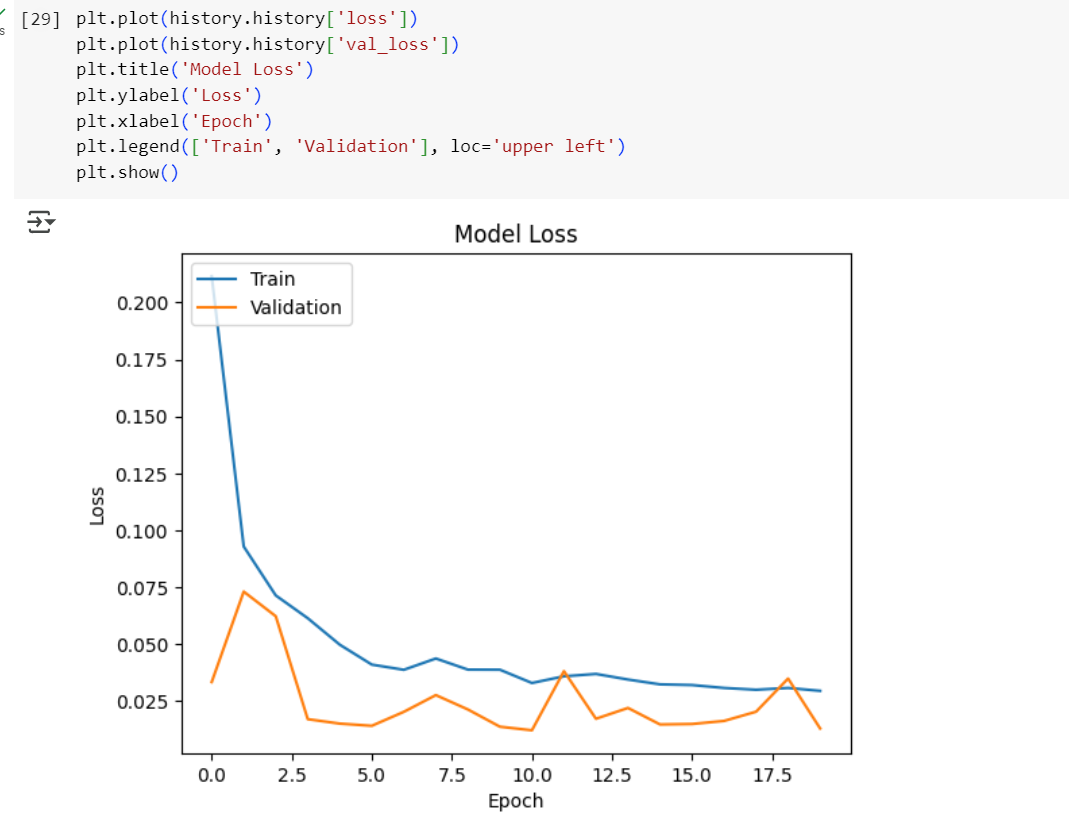 [29] plt.plot(history.history['loss'])
plt.plot(history.history['val_loss'])
plt.title('Model Loss')
plt.ylabel('Loss')
plt.xlabel('Epoch')
plt.legend(['Train', 'Validation'], loc='upper left')
plt.show()
s
Model Loss
Train
Validation
0.200
0.175
0.150
0.125
0.100
0.075
0.050
0.025
Loss
0.0 2.5 5.0 7.5 10.0 12.5 15.0 17.5
Epoch